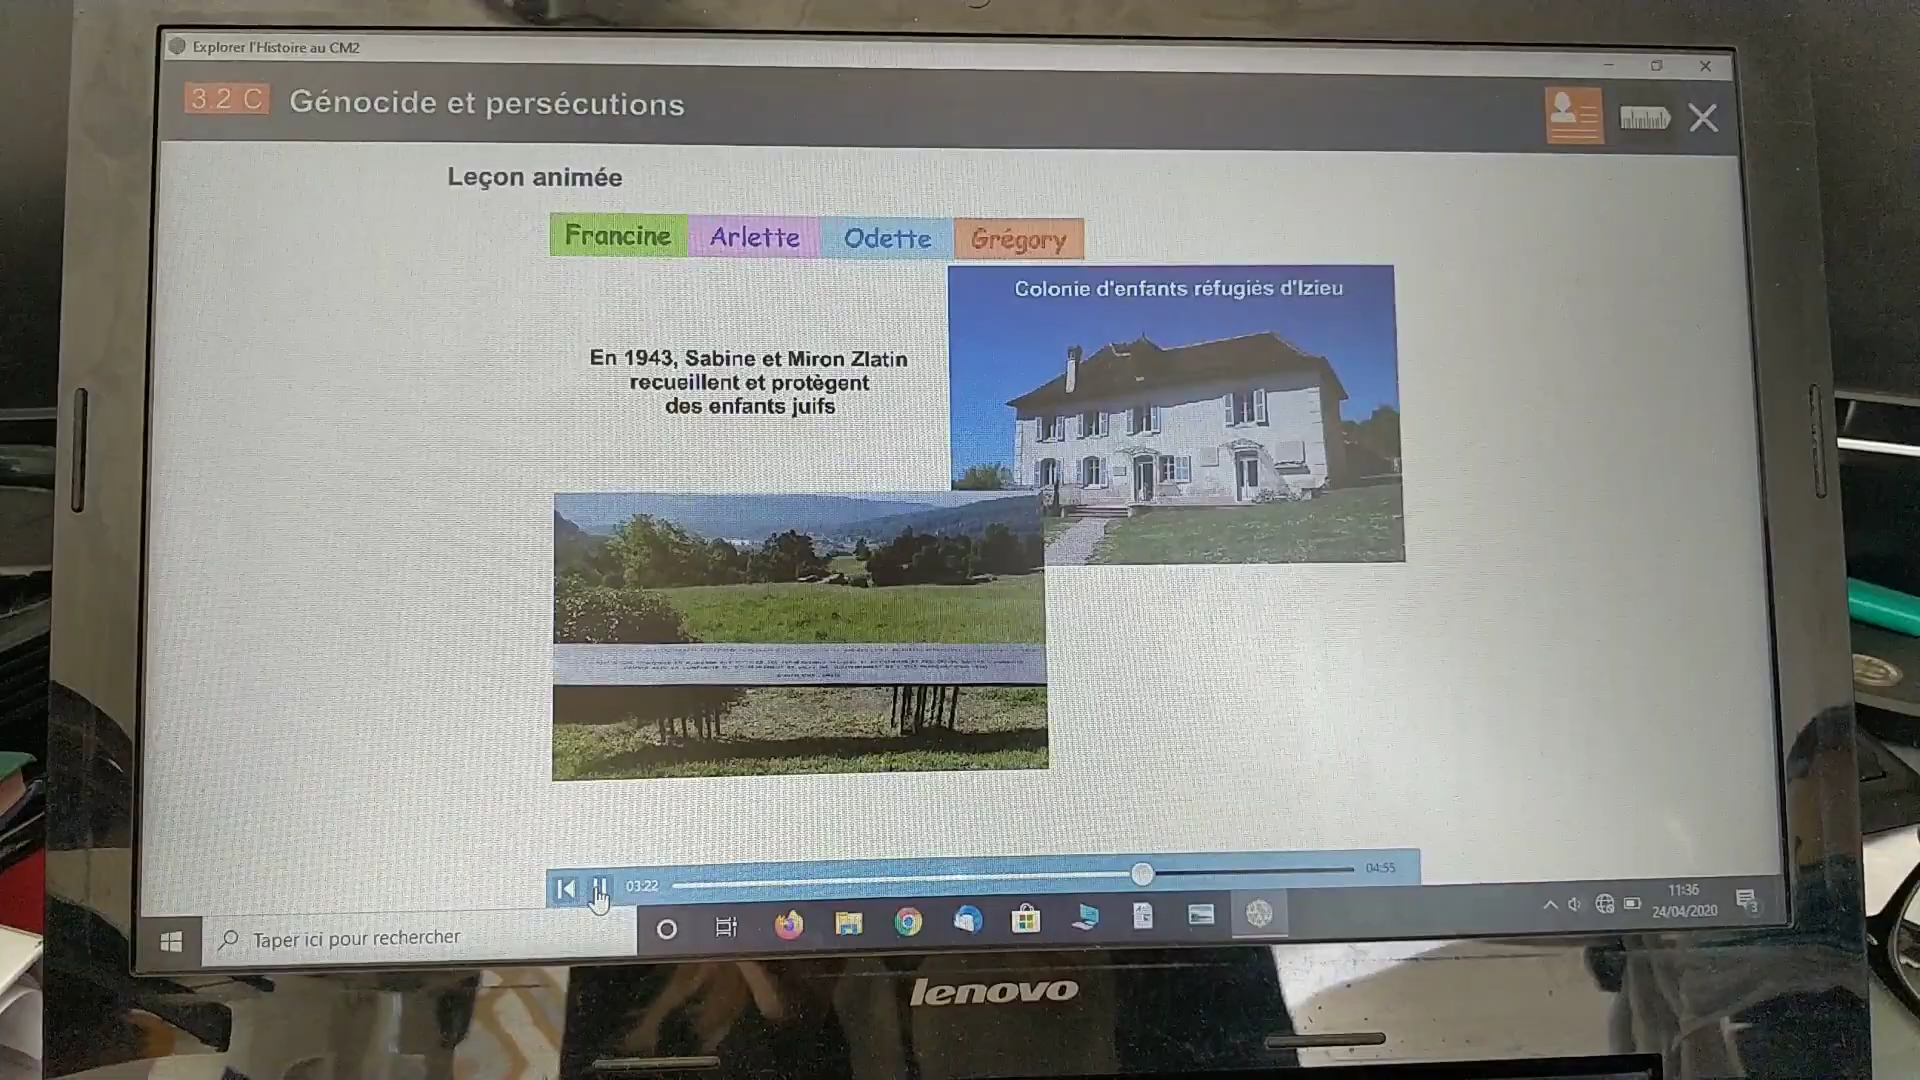 Explorer l'Histoire au CM2
3.2 C Génocide et persécutions
Leçon animée
Francine Arlette Odette Grégory
Colonie d'enfants réfugiés d'Izieu
En 1943, Sabine et Miron Zlatin
recueillent et protègent
des enfants juifs
03:22 04:55
Taper ici pour rechercher
11:36
24/04/2020
3
lenovo